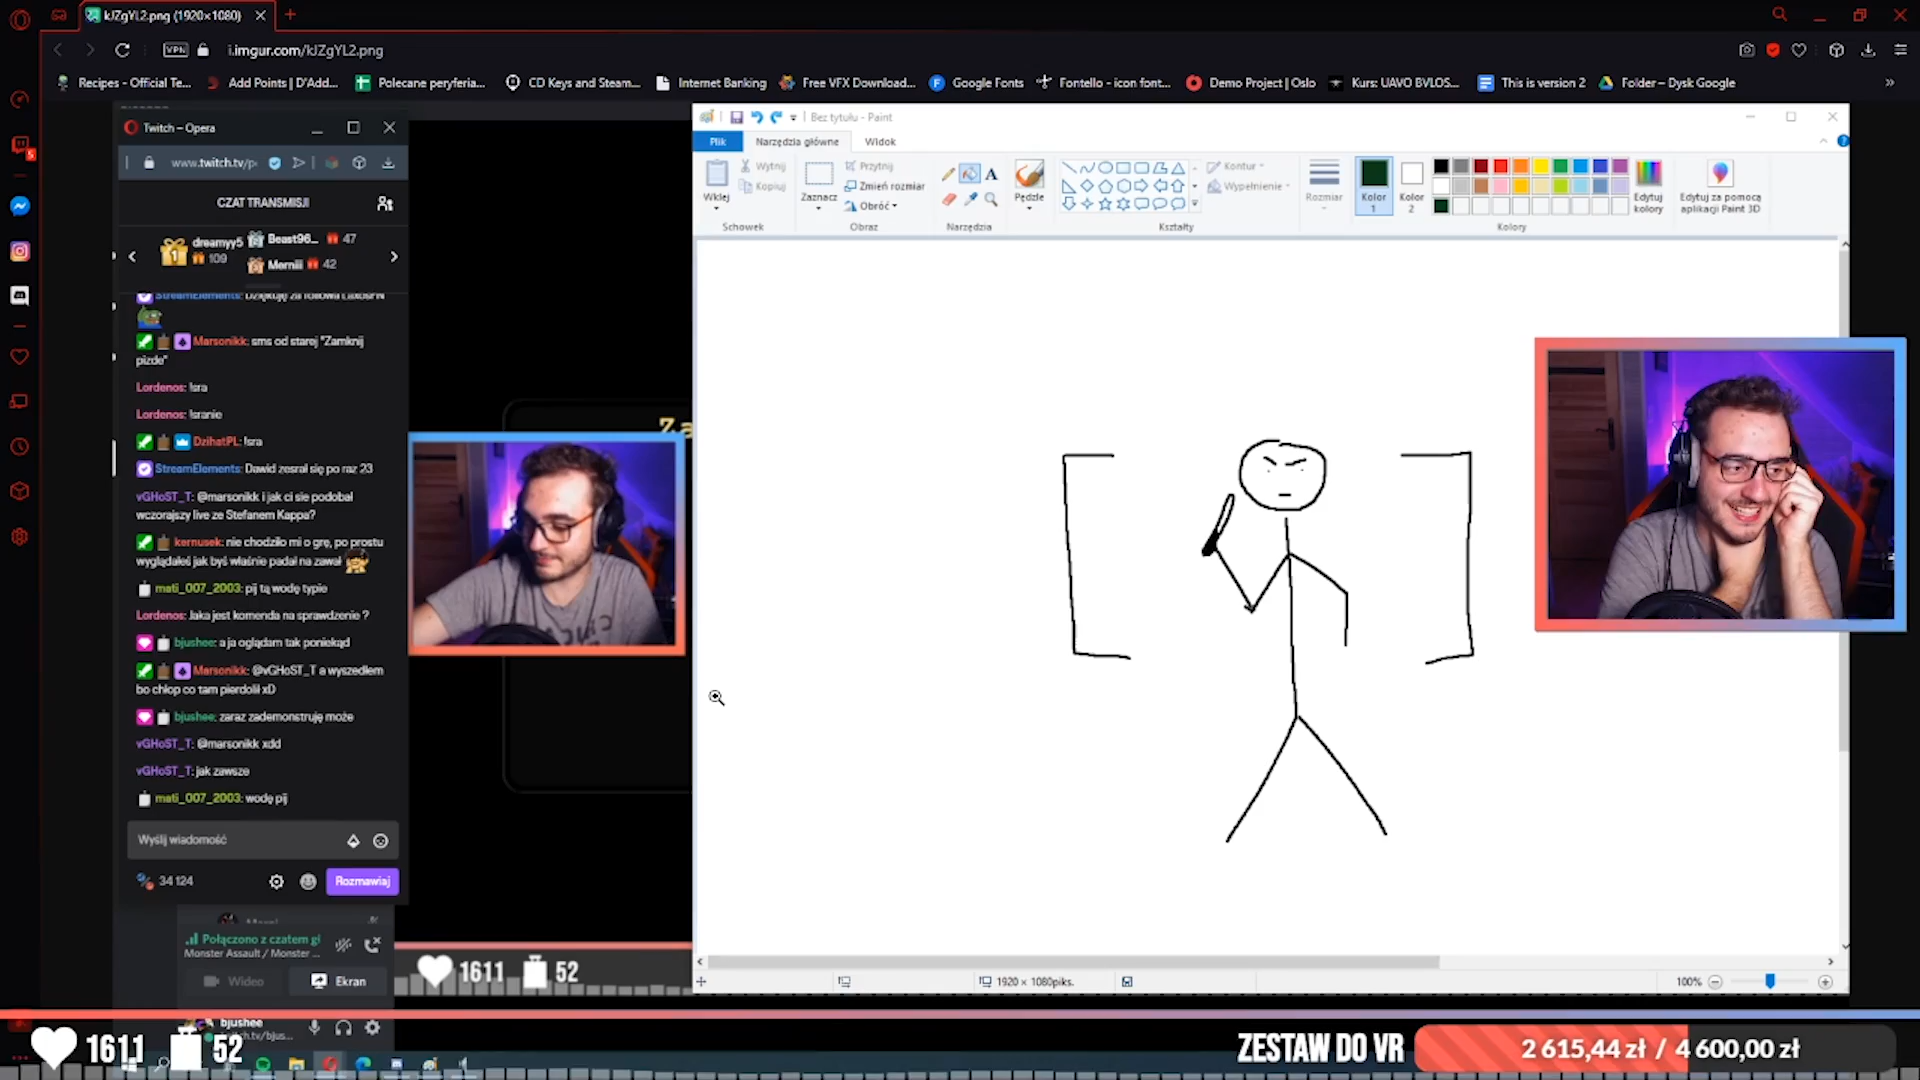 kJZgYL2.png (1920×1080)
VPN
i.imgur.com/kJZgYL2.png
Recipes - Official Te...
Add Points | D'Add...
Polecane peryferia...
CD Keys and Steam...
Internet Banking
Free VFX Download...
Google Fonts
Fontello - icon font...
Demo Project | Oslo
Kurs: UAVO BVLOS...
This is version 2
Folder – Dysk Google
Twitch – Opera
www.twitch.tv/p
CZAT TRANSMISJI
dreamyy5
109
Beast96...
47
Merniii
42
StreamElements:
Marsonikk: sms od starej "Zamknij
pizde"
Lordenos: !sra
Lordenos: !sranie
DzihatPL: !sra
StreamElements: Dawid zesrał się po raz 23
vGHoST_T: @marsonikk i jak ci sie podobał
wczorajszy live ze Stefanem Kappa?
kernusek: nie chodziło mi o grę, po prostu
wyglądałeś jak byś właśnie padał na zawał
mati_007_2003: pij tą wodę typie
Lordenos: Jaka jest komenda na sprawdzenie ?
bjushee: a ja oglądam tak poniekąd
Marsonikk: @vGHoST_T a wyszedłem
bo chłop co tam pierdolił xD
bjushee: zaraz zademonstruję może
vGHoST_T: @marsonikk xdd
vGHoST_T: jak zawsze
mati_007_2003: wodę pij
Wyślij wiadomość
34 124
Rozmawiaj
Połączono z czatem gł
Monster Assault / Monster ...
Wideo
Ekran
bjushee
Za
1611
52
Bez tytułu - Paint
Plik
Narzędzia główne
Widok
Wklej
Wytnij
Kopiuj
Schowek
Zaznacz
Przytnij
Zmień rozmiar
Obróć
Obraz
A
Narzędzia
Pędzle
Kształty
Kontur
Wypełnienie
Rozmiar
Kolor
1
Kolor
2
Edytuj
kolory
Kolory
Edytuj za pomocą
aplikacji Paint 3D
1920 × 1080piks.
100%
1611
52
ZESTAW DO VR
2 615,44 zł / 4 600,00 zł